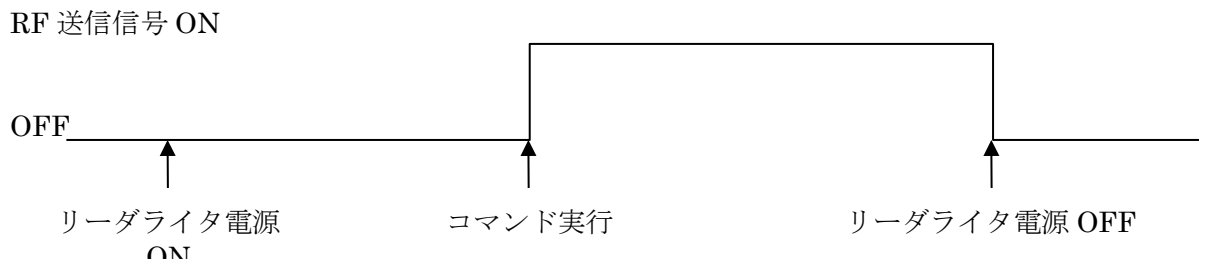 RF 送信信号 ON
OFF
リーダライタ電源
ON
コマンド実行
リーダライタ電源 OFF